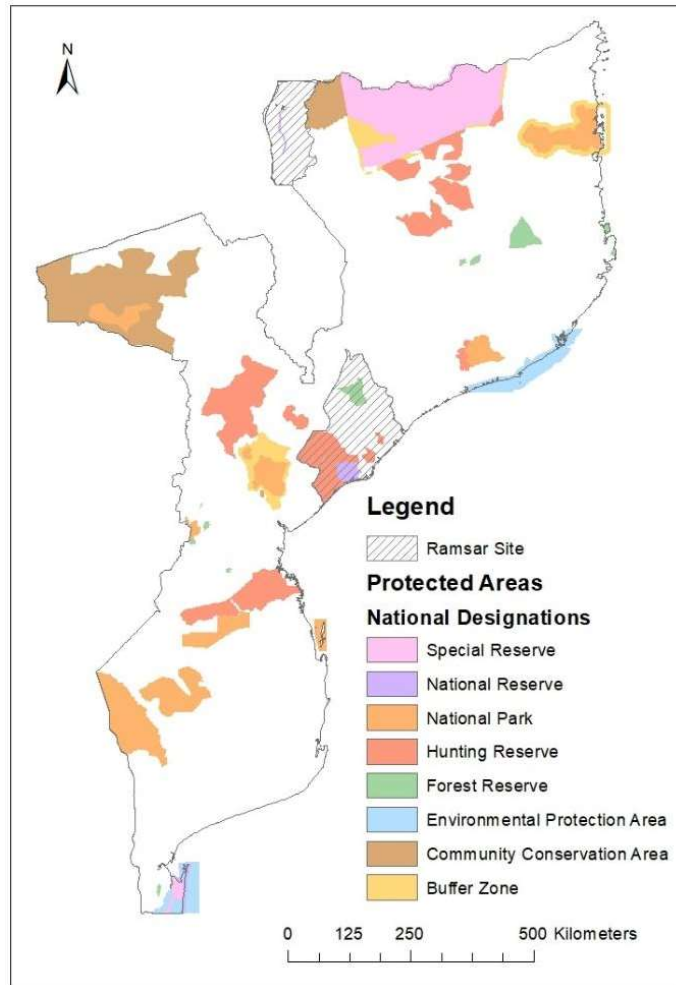 N
Legend
Ramsar Site
Protected Areas
National Designations
Special Reserve
National Reserve
National Park
Hunting Reserve
Forest Reserve
Environmental Protection Area
Community Conservation Area
Buffer Zone
0 125 250 500 Kilometers